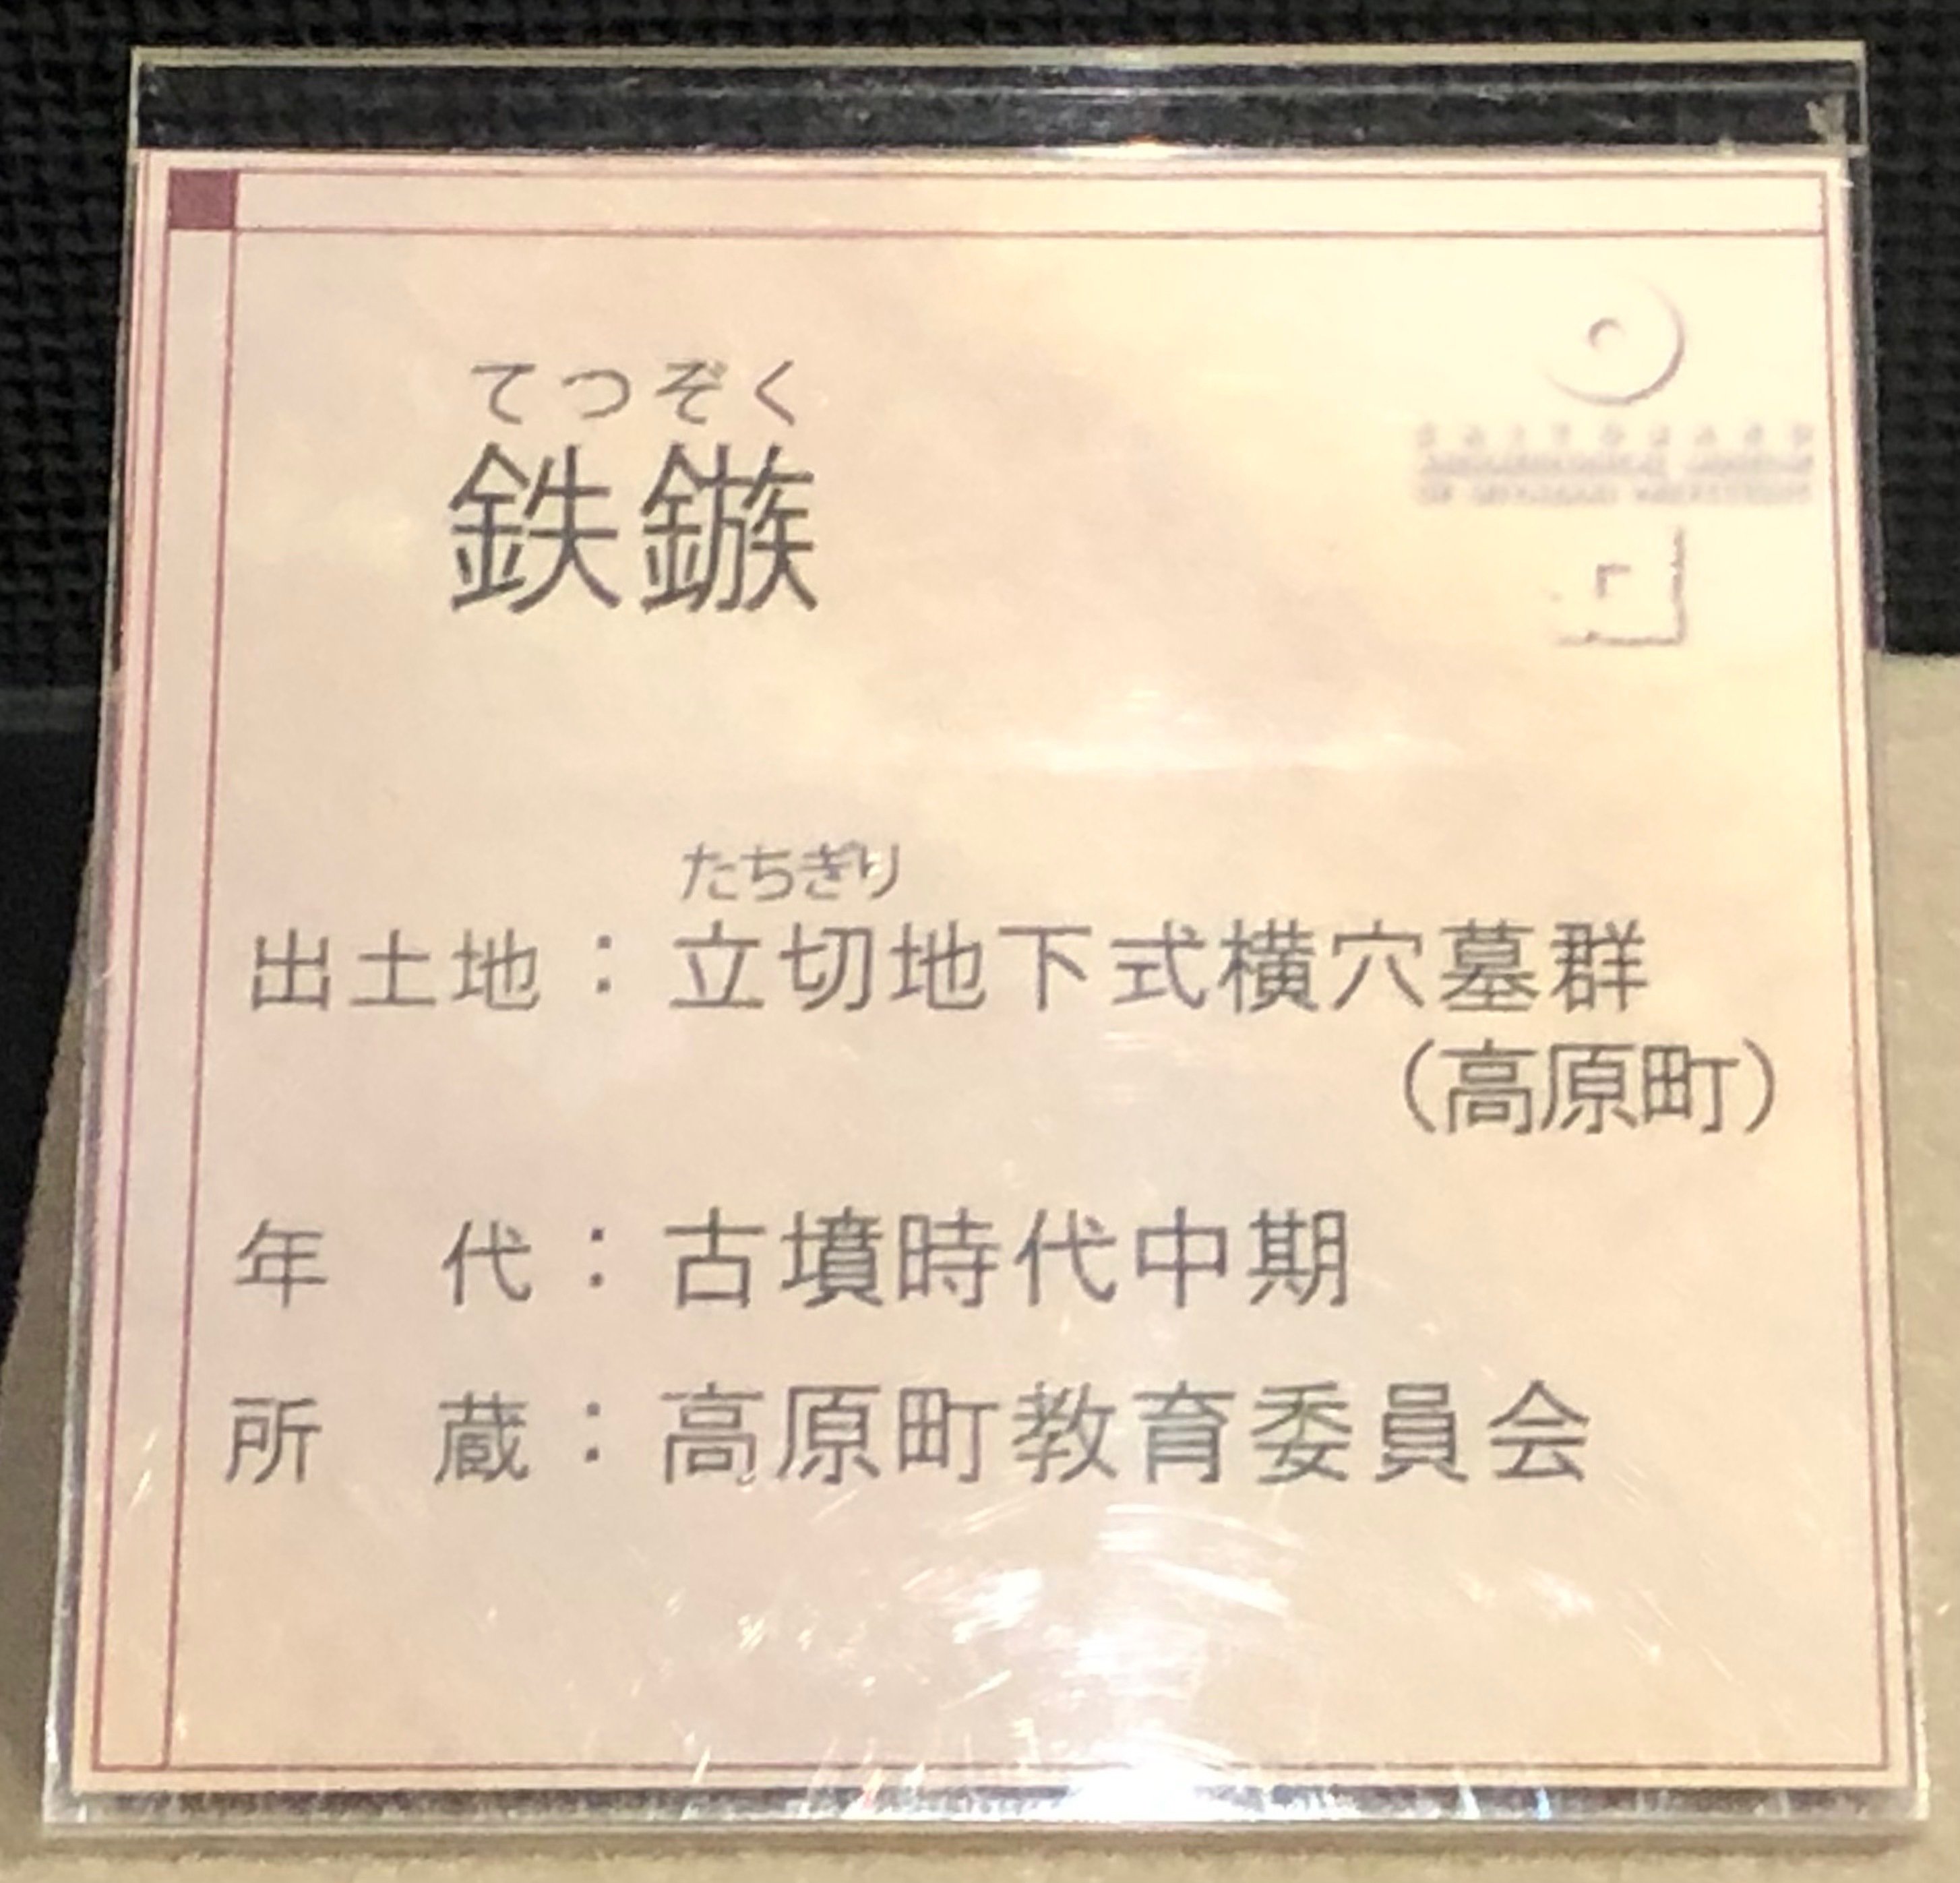 てつぞく
鉄鏃
たちぎり
出土地：立切地下式横穴墓群
（高原町）
年　代：古墳時代中期
所　蔵：高原町教育委員会